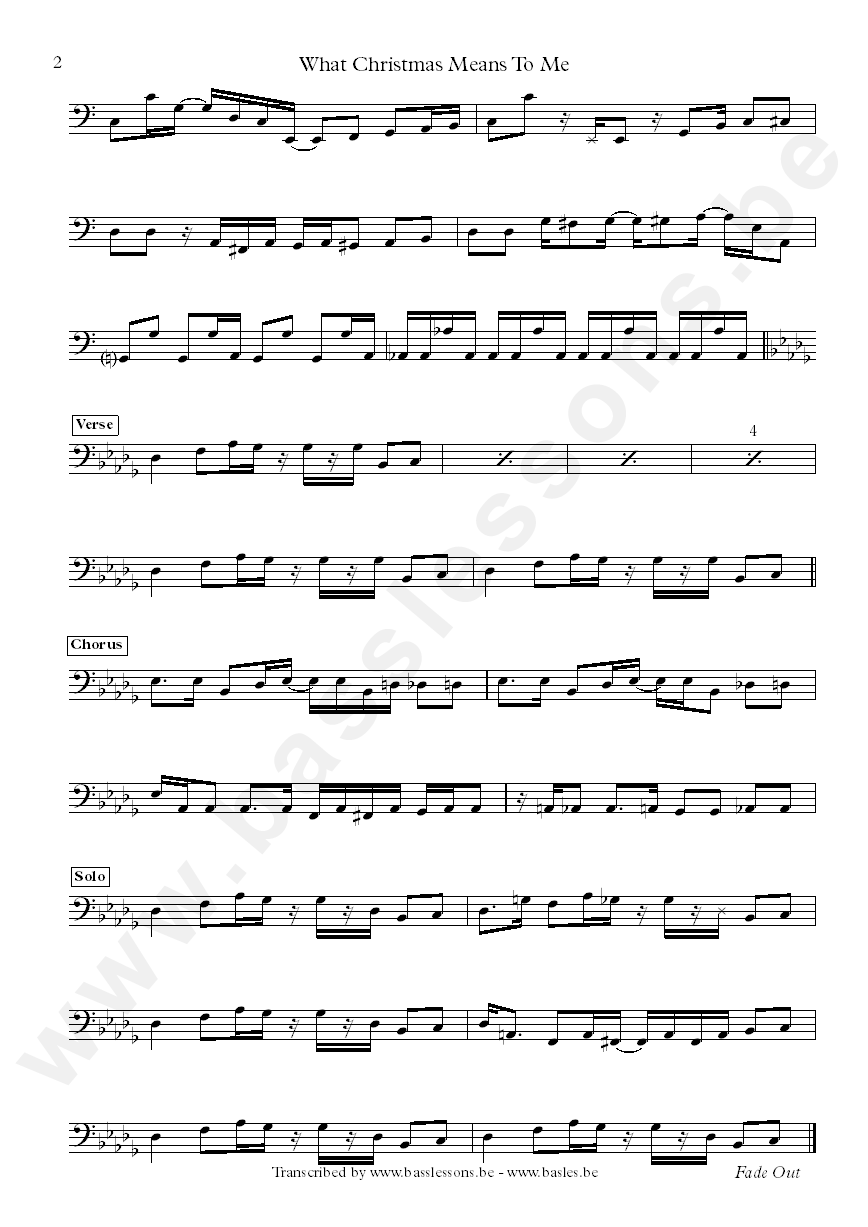 2
What Christmas Means To Me
Verse
4
Chorus
Solo
Transcribed by www.basslessons.be - www.basles.be
Fade Out
www.basslessons.be